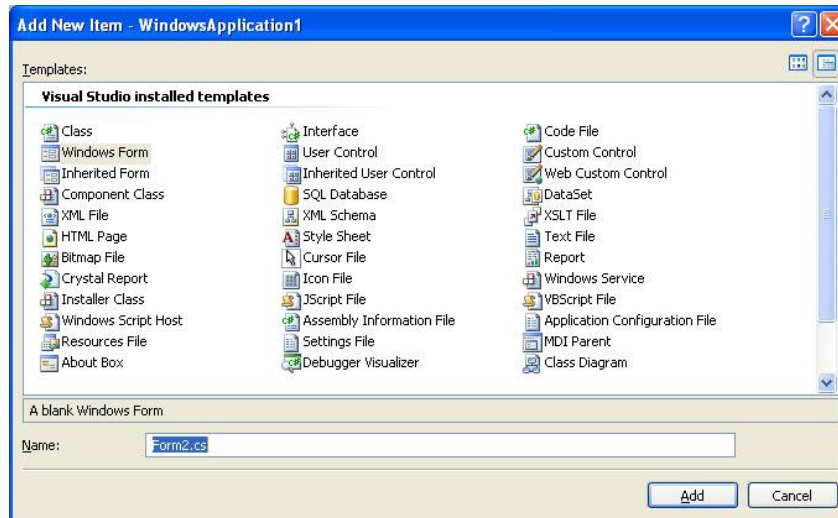 Add New Item - WindowsApplication1
Templates:
Visual Studio installed templates
Class Interface Code File
Windows Form User Control Custom Control
Inherited Form Inherited User Control Web Custom Control
Component Class SQL Database DataSet
XML File XML Schema XSLT File
HTML Page Style Sheet Text File
Bitmap File Cursor File Report
Crystal Report Icon File Windows Service
Installer Class JScript File VBScript File
Windows Script Host Assembly Information File Application Configuration File
Resources File Settings File MDI Parent
About Box Debugger Visualizer Class Diagram
A blank Windows Form
Name: Form2.cs
Add Cancel